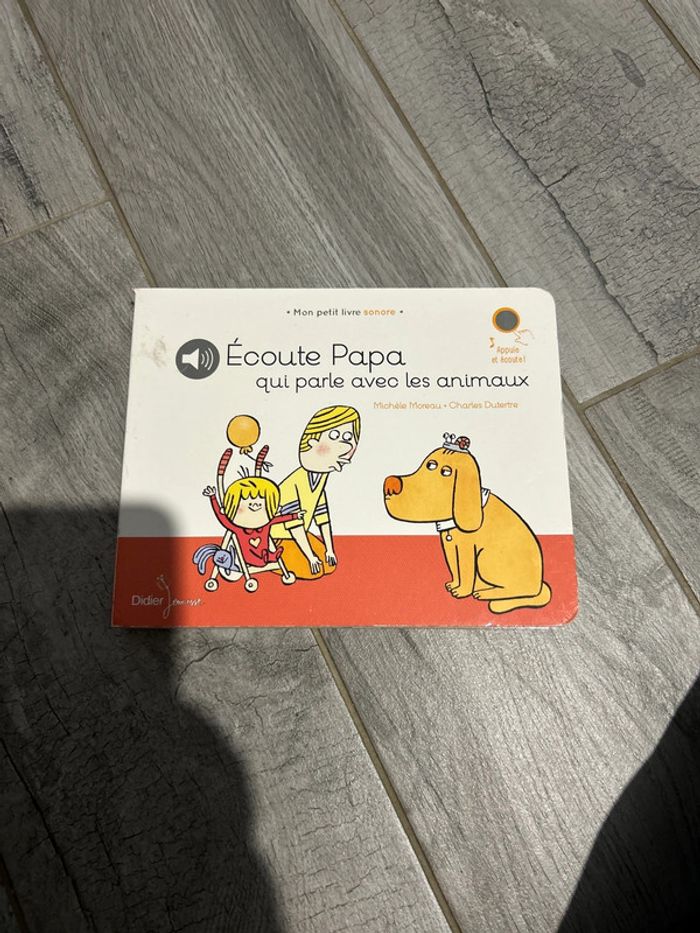 • Mon petit livre sonore •
Écoute Papa
qui parle avec les animaux
Appuie
et écoute!
Michèle Moreau • Charles Dutertre
Didier Jeunesse